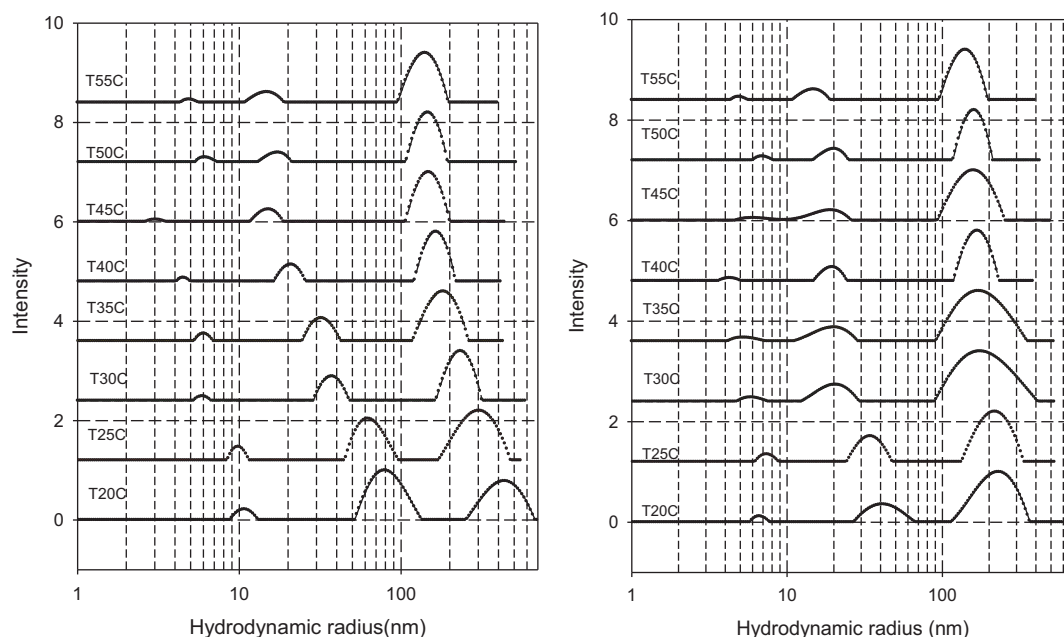 10
T55C
8
T50C
T45C
6
T40C
Intensity
4
T35C
T30C
2
T25C
T20C
0
1
10
100
Hydrodynamic radius(nm)
10
T55C
8
T50C
T45C
6
T40C
Intensity
4
T35C
T30C
2
T25C
T20C
0
1
10
100
Hydrodynamic radius (nm)